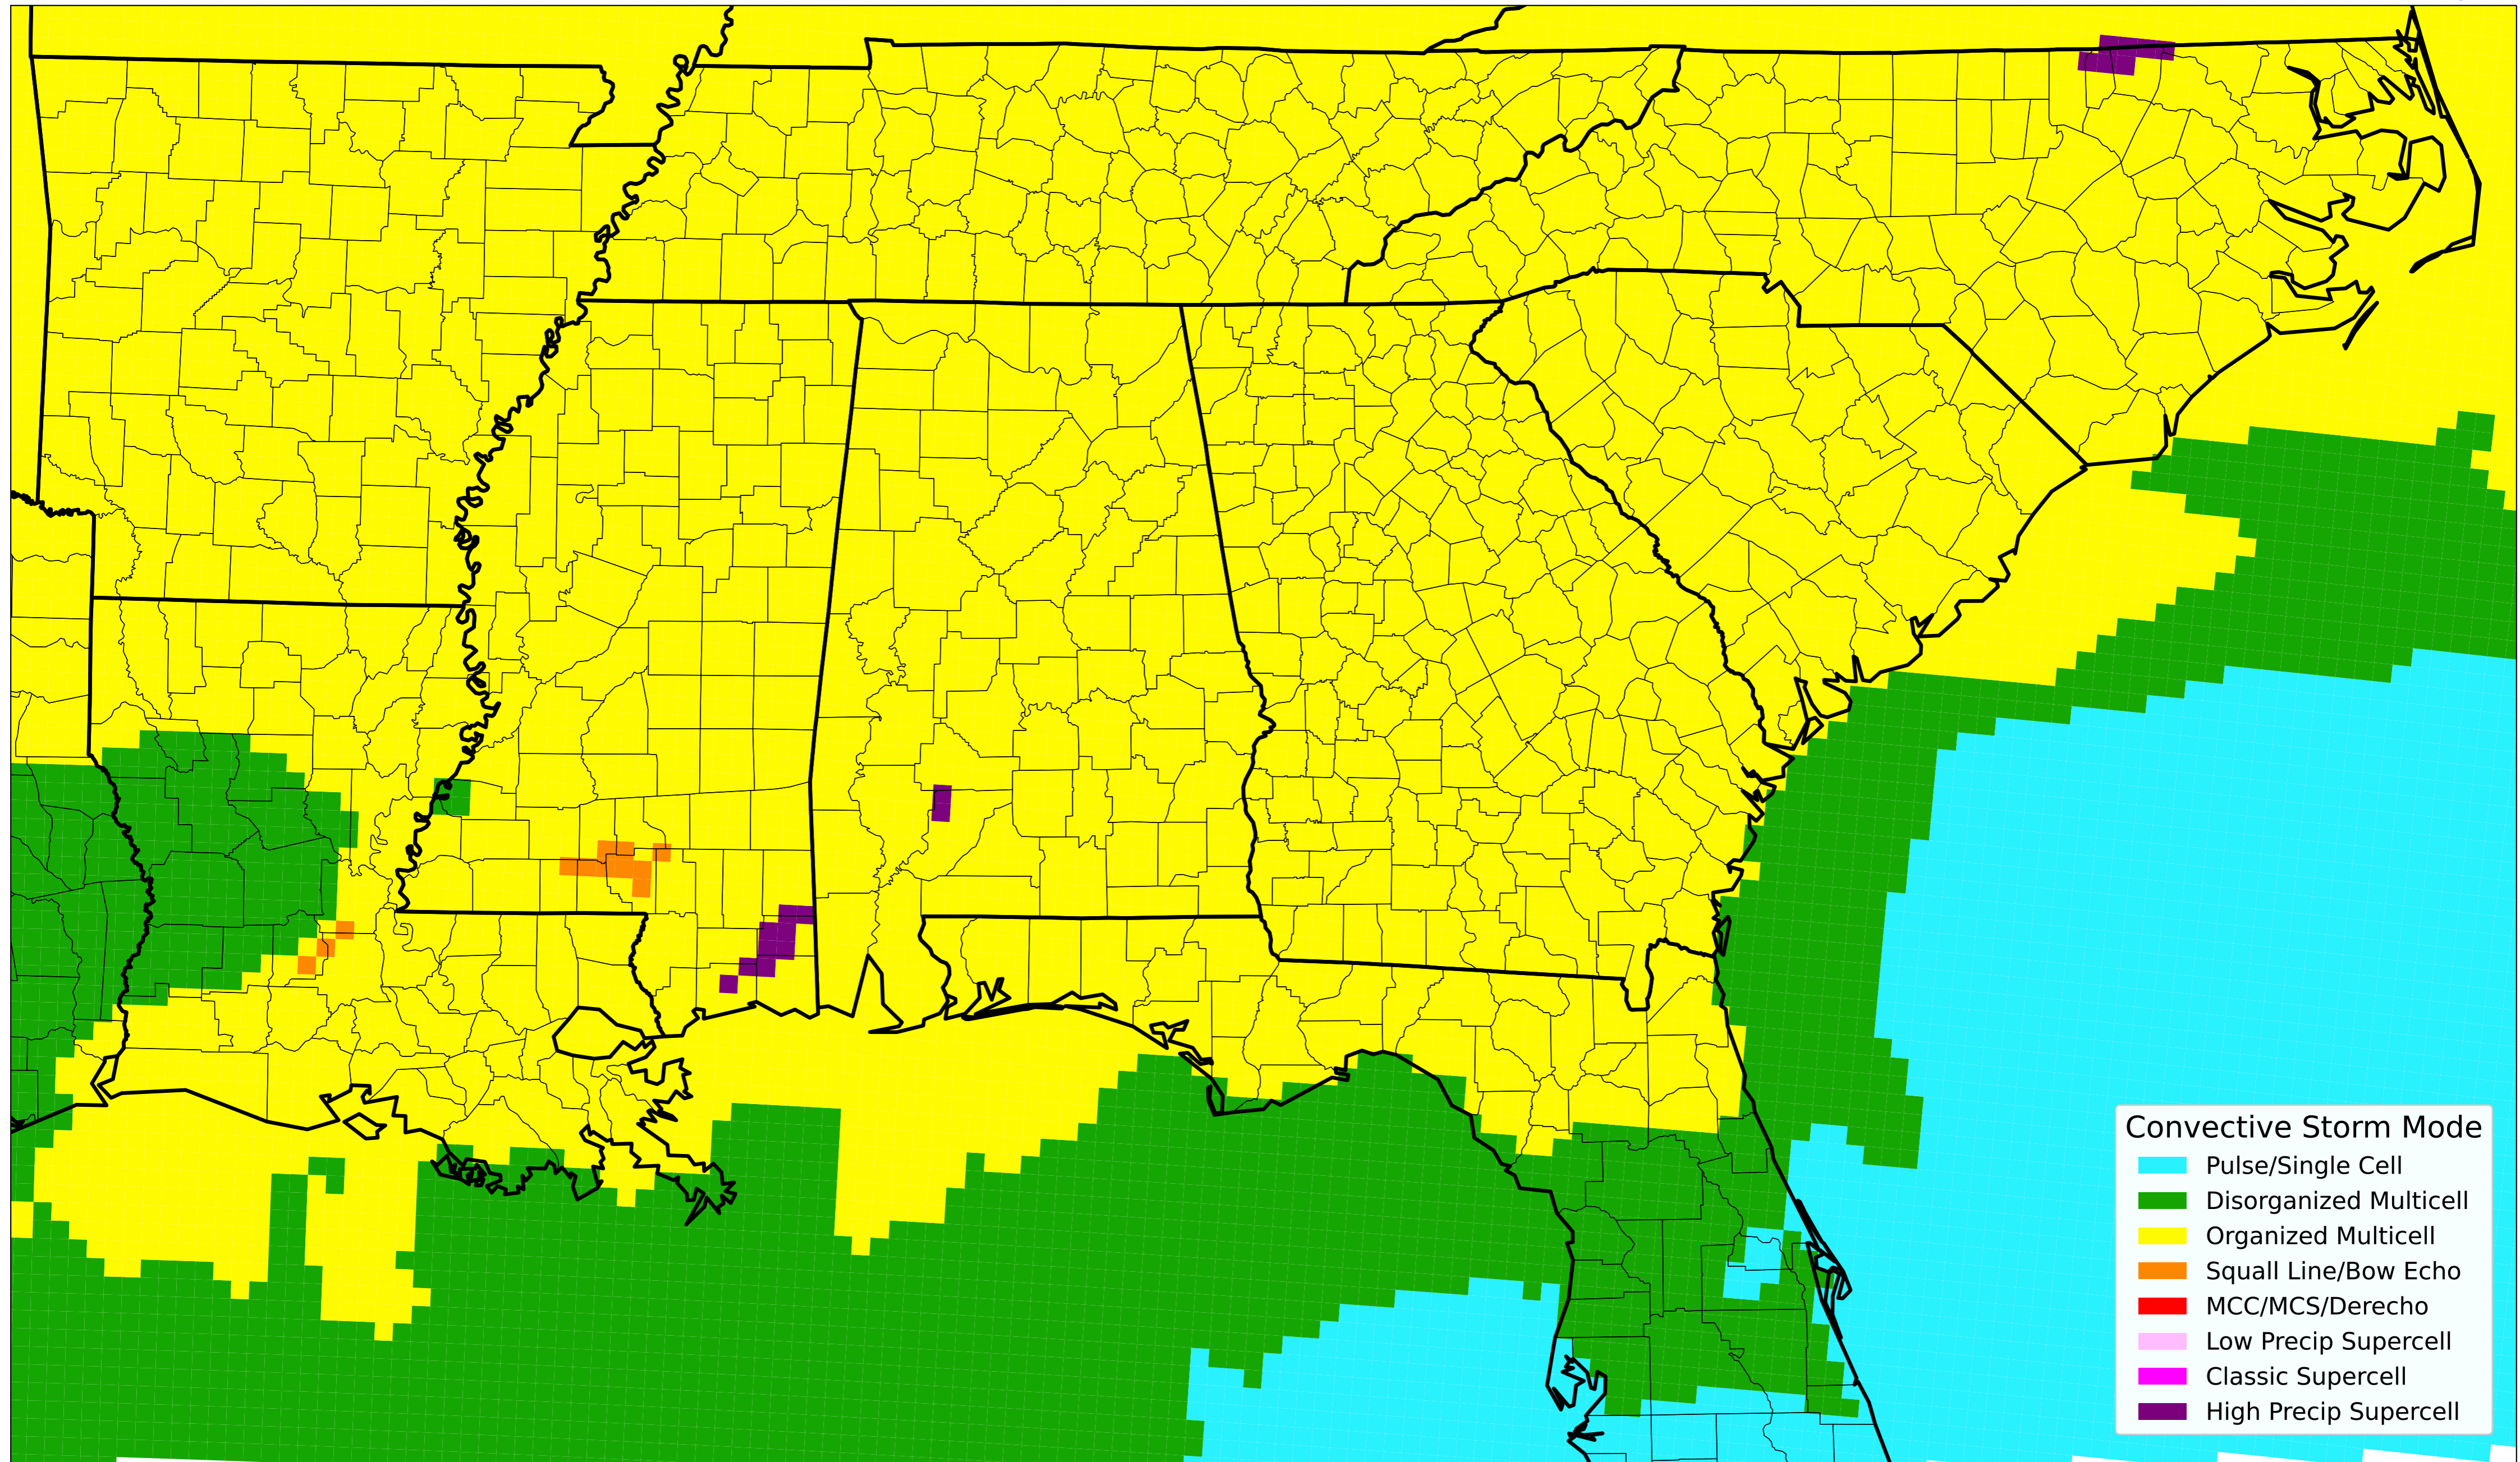 Convective Storm Mode
Pulse/Single Cell
Disorganized Multicell
Organized Multicell
Squall Line/Bow Echo
MCC/MCS/Derecho
Low Precip Supercell
Classic Supercell
High Precip Supercell